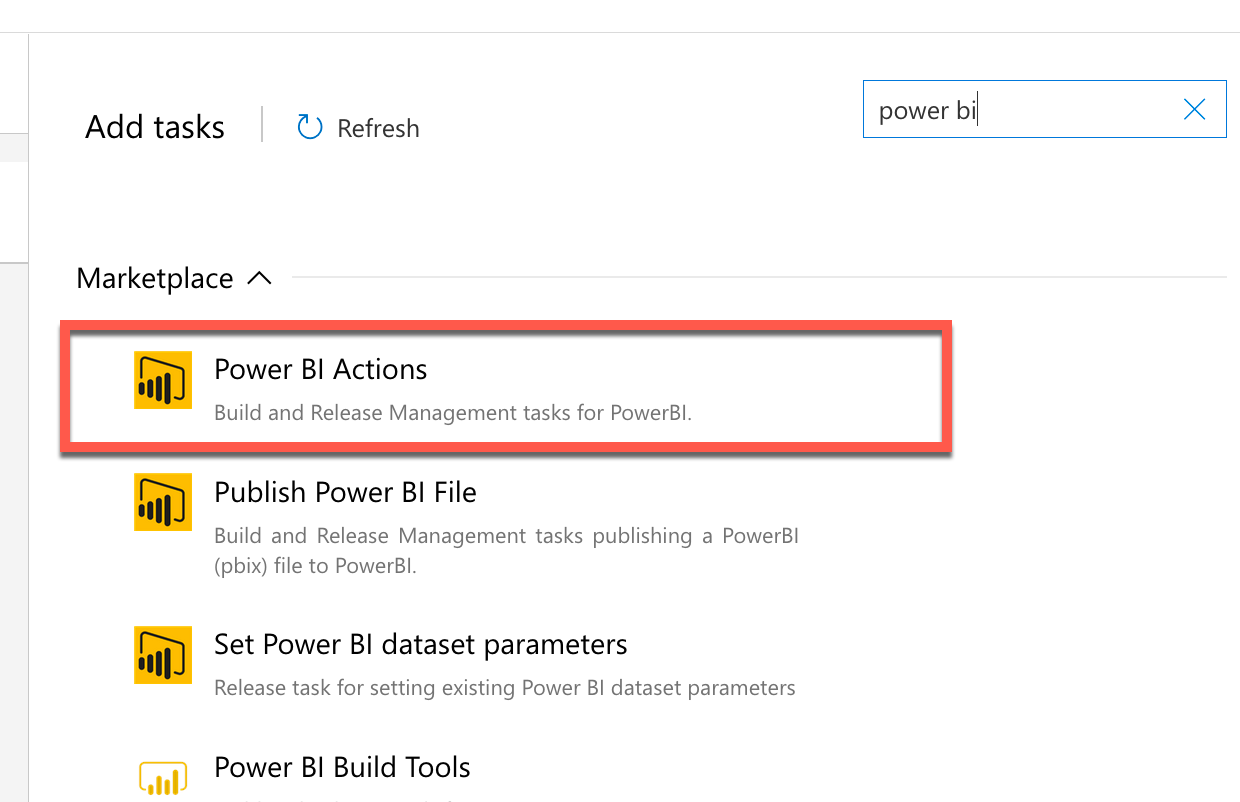 power bi
Add tasks
Refresh
Marketplace
Power BI Actions
Build and Release Management tasks for PowerBI.
Publish Power BI File
Build and Release Management tasks publishing a PowerBI
(pbix) file to PowerBI.
Set Power BI dataset parameters
Release task for setting existing Power BI dataset parameters
Power BI Build Tools